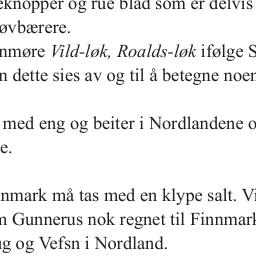 knopper og rue blad som er delvis
øvbærere.
nmøre Vild-løk, Roalds-løk ifølge S
n dette sies av og til å betegne noen
med eng og beiter i Nordlandene o
e.
nmark må tas med en klype salt. Vi
m Gunnerus nok regnet til Finnmark
ug og Vefsn i Nordland.